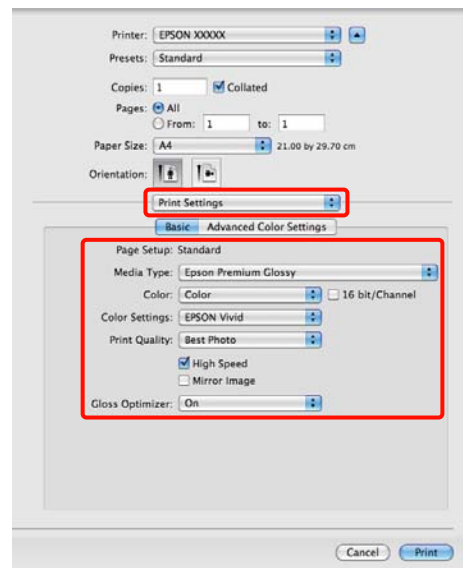 Printer: EPSON XXXXX
Presets: Standard
Copies: 1 Collated
Pages: All
From: 1 to: 1
Paper Size: A4 21.00 by 29.70 cm
Orientation:
Print Settings
Basic Advanced Color Settings
Page Setup: Standard
Media Type: Epson Premium Glossy
Color: Color 16 bit/Channel
Color Settings: EPSON Vivid
Print Quality: Best Photo
High Speed
Mirror Image
Gloss Optimizer: On
Cancel Print